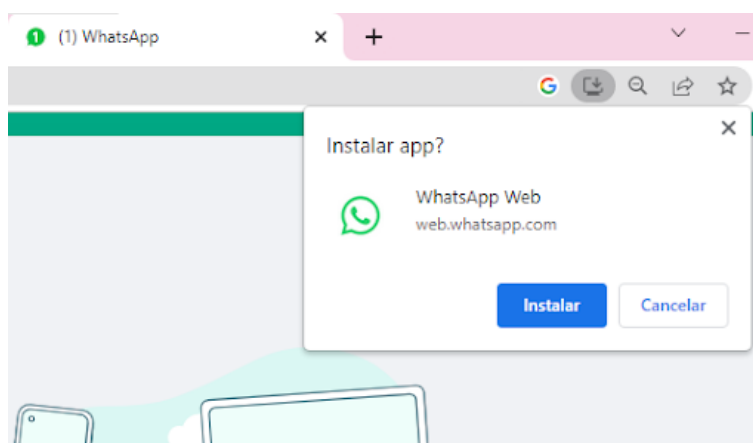 1 (1) WhatsApp
G
Instalar app?
WhatsApp Web
web.whatsapp.com
Instalar Cancelar